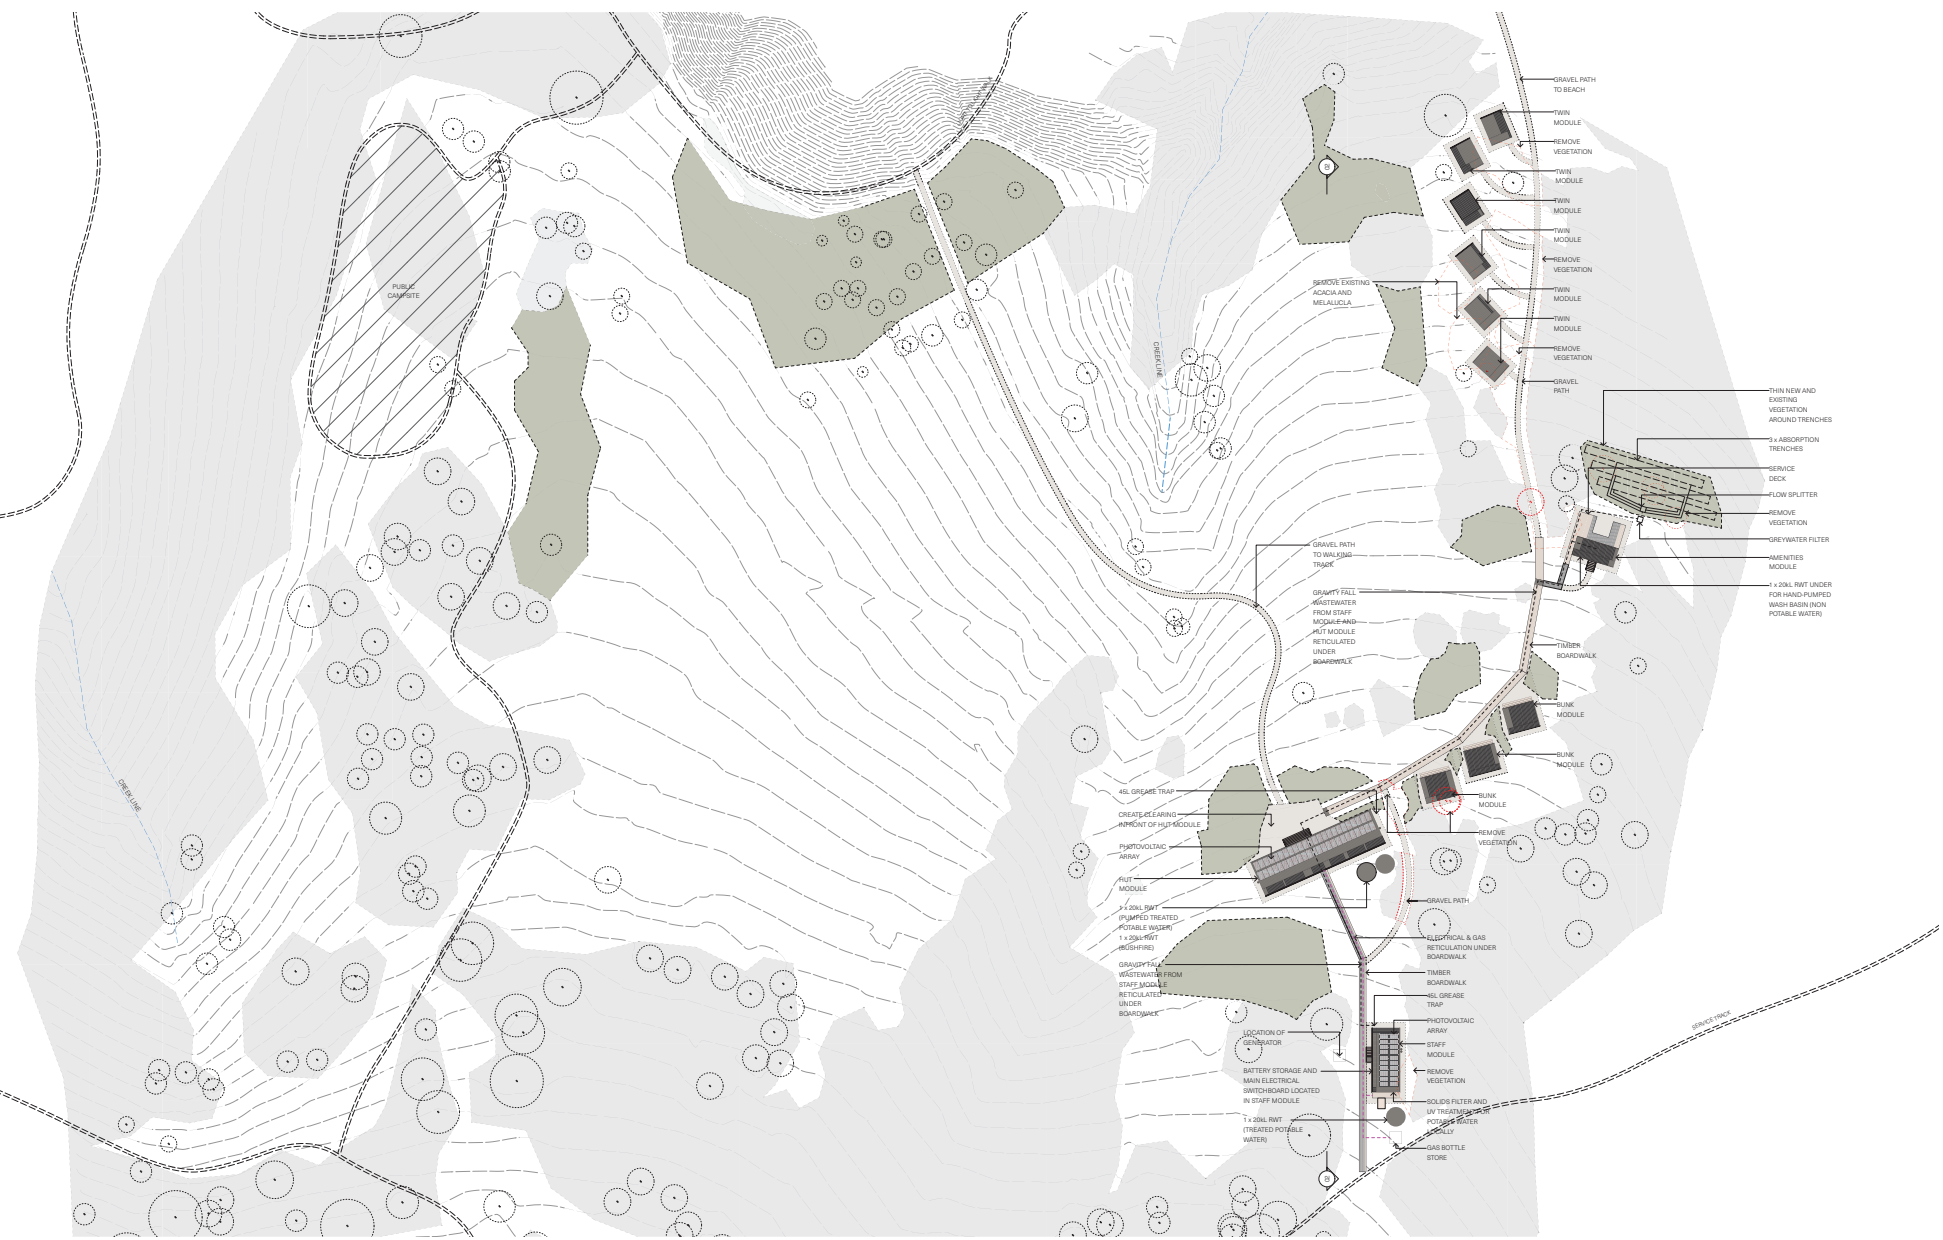 GRAVEL PATH
TO BEACH
TWIN
MODULE
REMOVE
VEGETATION
TWIN
MODULE
TWIN
MODULE
TWIN
MODULE
REMOVE
VEGETATION
REMOVE EXISTING
ACACIA AND
MELALUCLA
TWIN
MODULE
TWIN
MODULE
REMOVE
VEGETATION
GRAVEL
PATH
PUBLIC
CAMPSITE
CREEK LINE
THIN NEW AND
EXISTING
VEGETATION
AROUND TRENCHES
3 x ABSORPTION
TRENCHES
SERVICE
DECK
FLOW SPLITTER
REMOVE
VEGETATION
GREYWATER FILTER
AMENITIES
MODULE
1 x 20kL RWT UNDER
FOR HAND-PUMPED
WASH BASIN (NON
POTABLE WATER)
GRAVEL PATH
TO WALKING
TRACK
GRAVITY FALL
WASTEWATER
FROM STAFF
MODULE AND
HUT MODULE
RETICULATED
UNDER
BOARDWALK
TIMBER
BOARDWALK
BUNK
MODULE
BUNK
MODULE
BUNK
MODULE
REMOVE
VEGETATION
CREEK LINE
45L GREASE TRAP
CREATE CLEARING
INFRONT OF HUT MODULE
PHOTOVOLTAIC
ARRAY
HUT
MODULE
1 x 20kL RWT
(PUMPED TREATED
POTABLE WATER)
1 x 20kL RWT
(BUSHFIRE)
GRAVITY FALL
WASTEWATER FROM
STAFF MODULE
RETICULATED
UNDER
BOARDWALK
GRAVEL PATH
ELECTRICAL & GAS
RETICULATION UNDER
BOARDWALK
TIMBER
BOARDWALK
45L GREASE
TRAP
PHOTOVOLTAIC
ARRAY
STAFF
MODULE
REMOVE
VEGETATION
SOLIDS FILTER AND
UV TREATMENT FOR
POTABLE WATER
LOCALLY
GAS BOTTLE
STORE
LOCATION OF
GENERATOR
BATTERY STORAGE AND
MAIN ELECTRICAL
SWITCHBOARD LOCATED
IN STAFF MODULE
1 x 20kL RWT
(TREATED POTABLE
WATER)
SERVICE TRACK